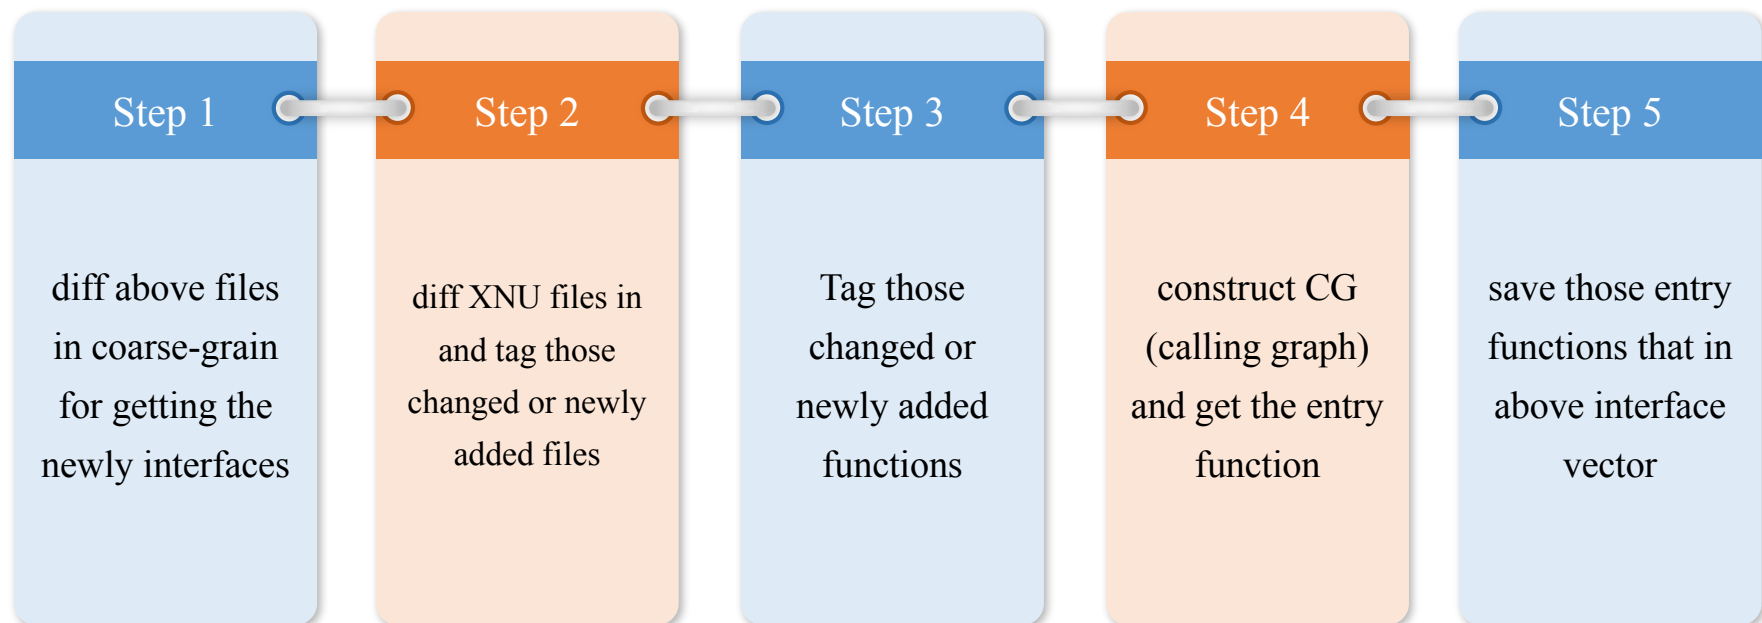 Step 1
diff above files
in coarse-grain
for getting the
newly interfaces
Step 2
diff XNU files in
and tag those
changed or newly
added files
Step 3
Tag those
changed or
newly added
functions
Step 4
construct CG
(calling graph)
and get the entry
function
Step 5
save those entry
functions that in
above interface
vector